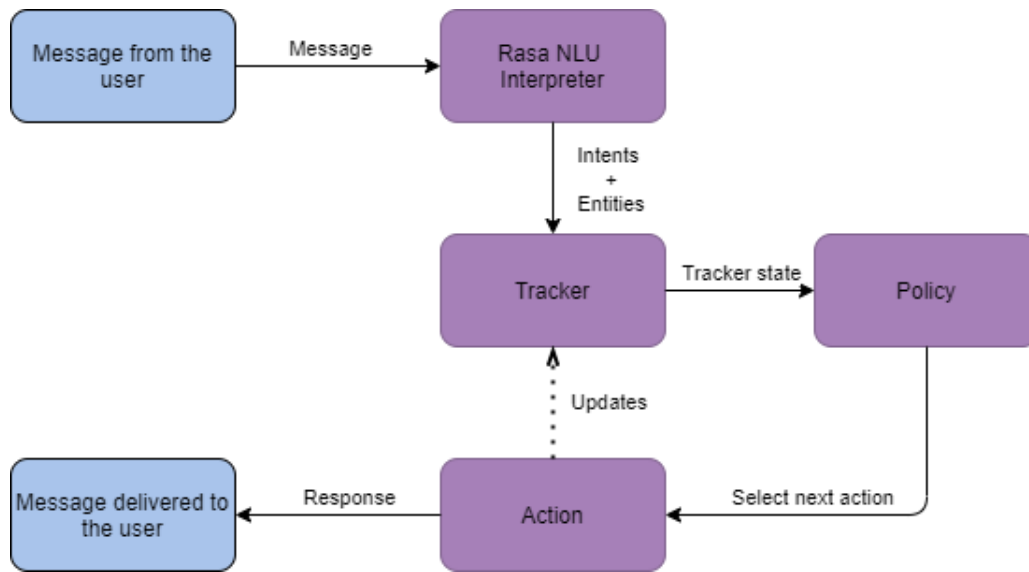 Message from the
user
Message
Rasa NLU
Interpreter
Intents
+
Entities
Tracker
Tracker state
Policy
Updates
Message delivered to
the user
Response
Action
Select next action